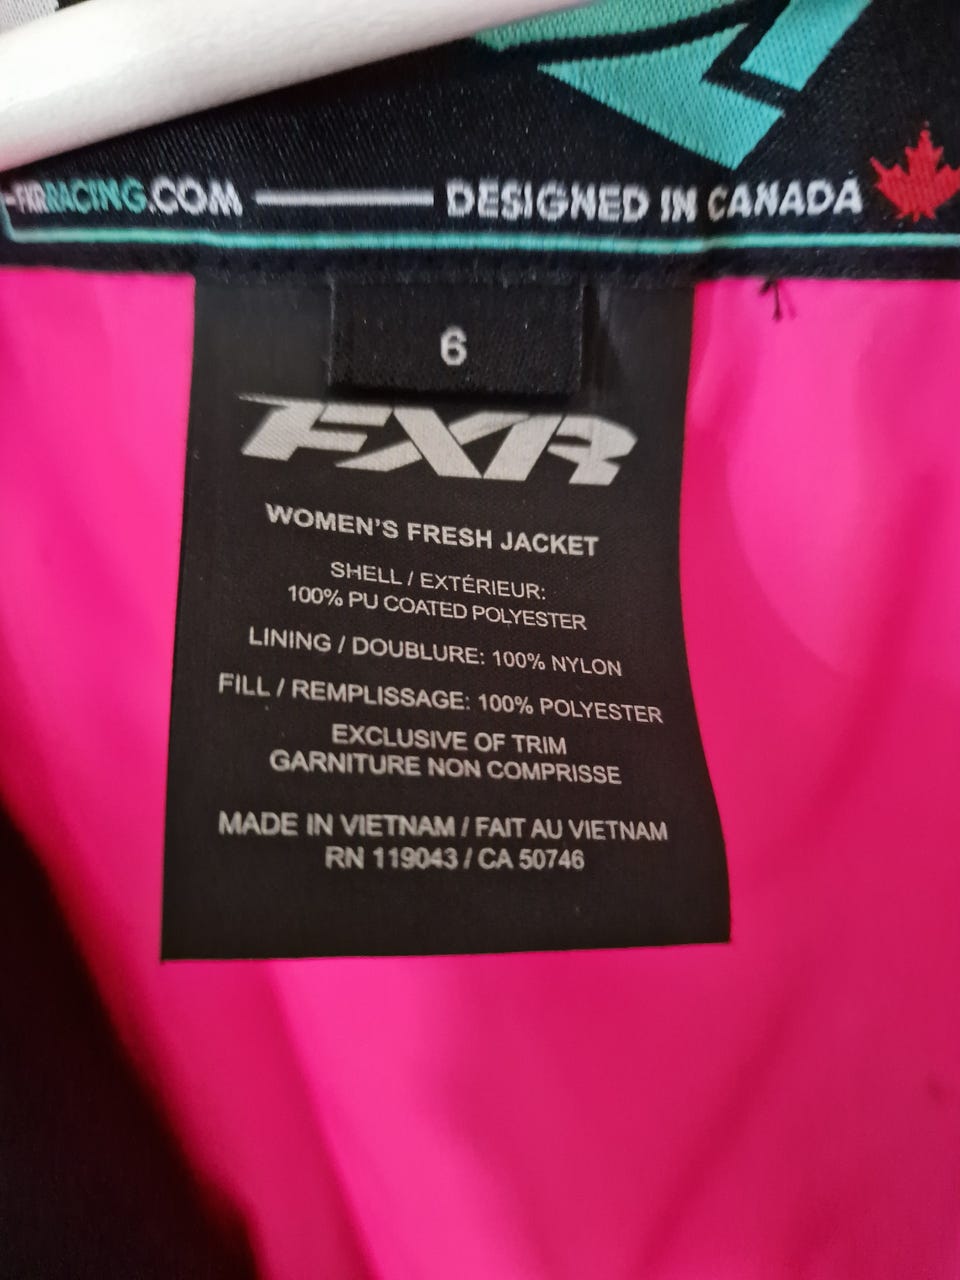 FXRRACING.COM DESIGNED IN CANADA
6
FXR
WOMEN'S FRESH JACKET
SHELL / EXTÉRIEUR:
100% PU COATED POLYESTER
LINING / DOUBLURE: 100% NYLON
FILL / REMPLISSAGE: 100% POLYESTER
EXCLUSIVE OF TRIM
GARNITURE NON COMPRISSE
MADE IN VIETNAM / FAIT AU VIETNAM
RN 119043 / CA 50746